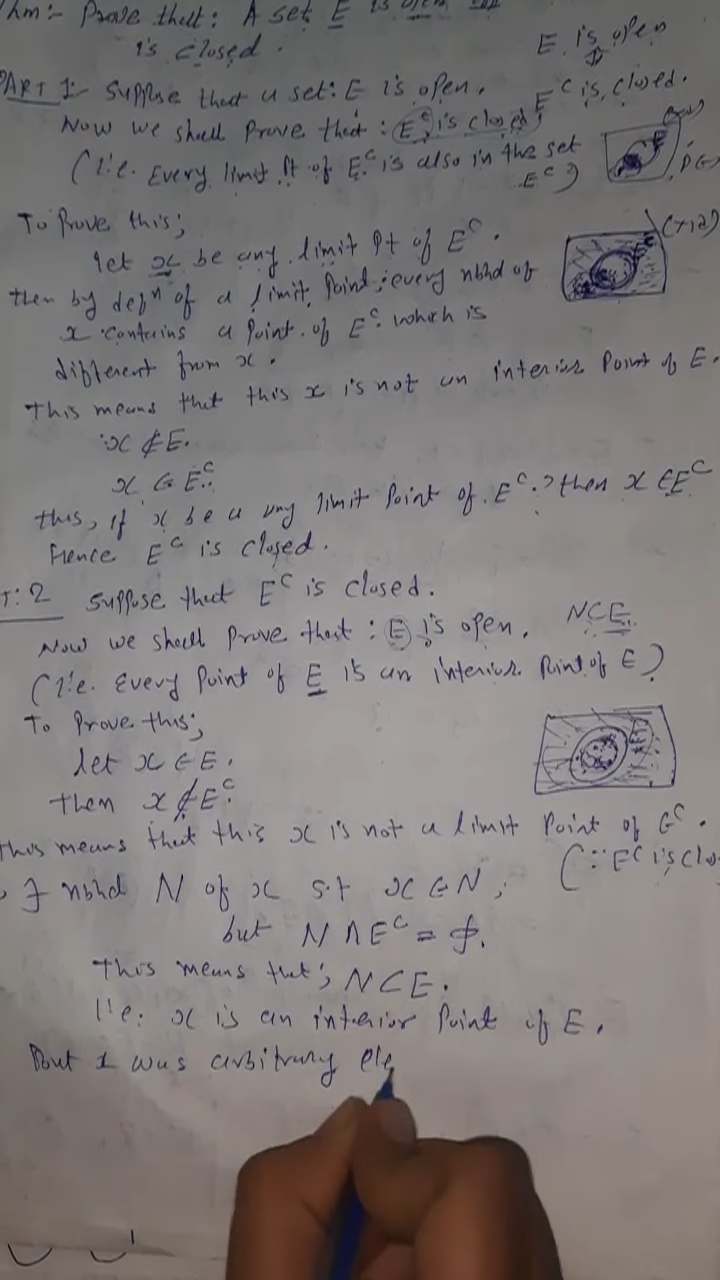 Thm:- Prove that: A set E is open iff
is closed.
E is open
⇕
E^C is closed.
PART 1:- Suppose that a set: E is open.
Now we shall prove that: E^C is closed
(i.e. Every limit pt of E^C is also in the set
E^C)
To Prove this;
let x be any limit pt of E^C.
then by defn of a limit point; every nbhd of
x contains a point of E^C which is
different from x.
This means that this x is not an interior point of E.
x ∉ E.
x ∈ E^C.
thus, if x be a any limit point of E^C. then x ∈ E^C
Hence E^C is closed.
T:2 Suppose that E^C is closed.
Now we shall prove that: E is open. N⊂E.
(i.e. Every point of E is an interior point of E)
To Prove this;
let x ∈ E.
then x ∉ E^C.
this means that this x is not a limit point of E^C.
(∵ E^C is clo
∃ nbhd N of x s.t x ∈ N;
but N ∩ E^C = φ.
This means that; N⊂E.
i.e. x is an interior point of E.
But x was arbitrary ele